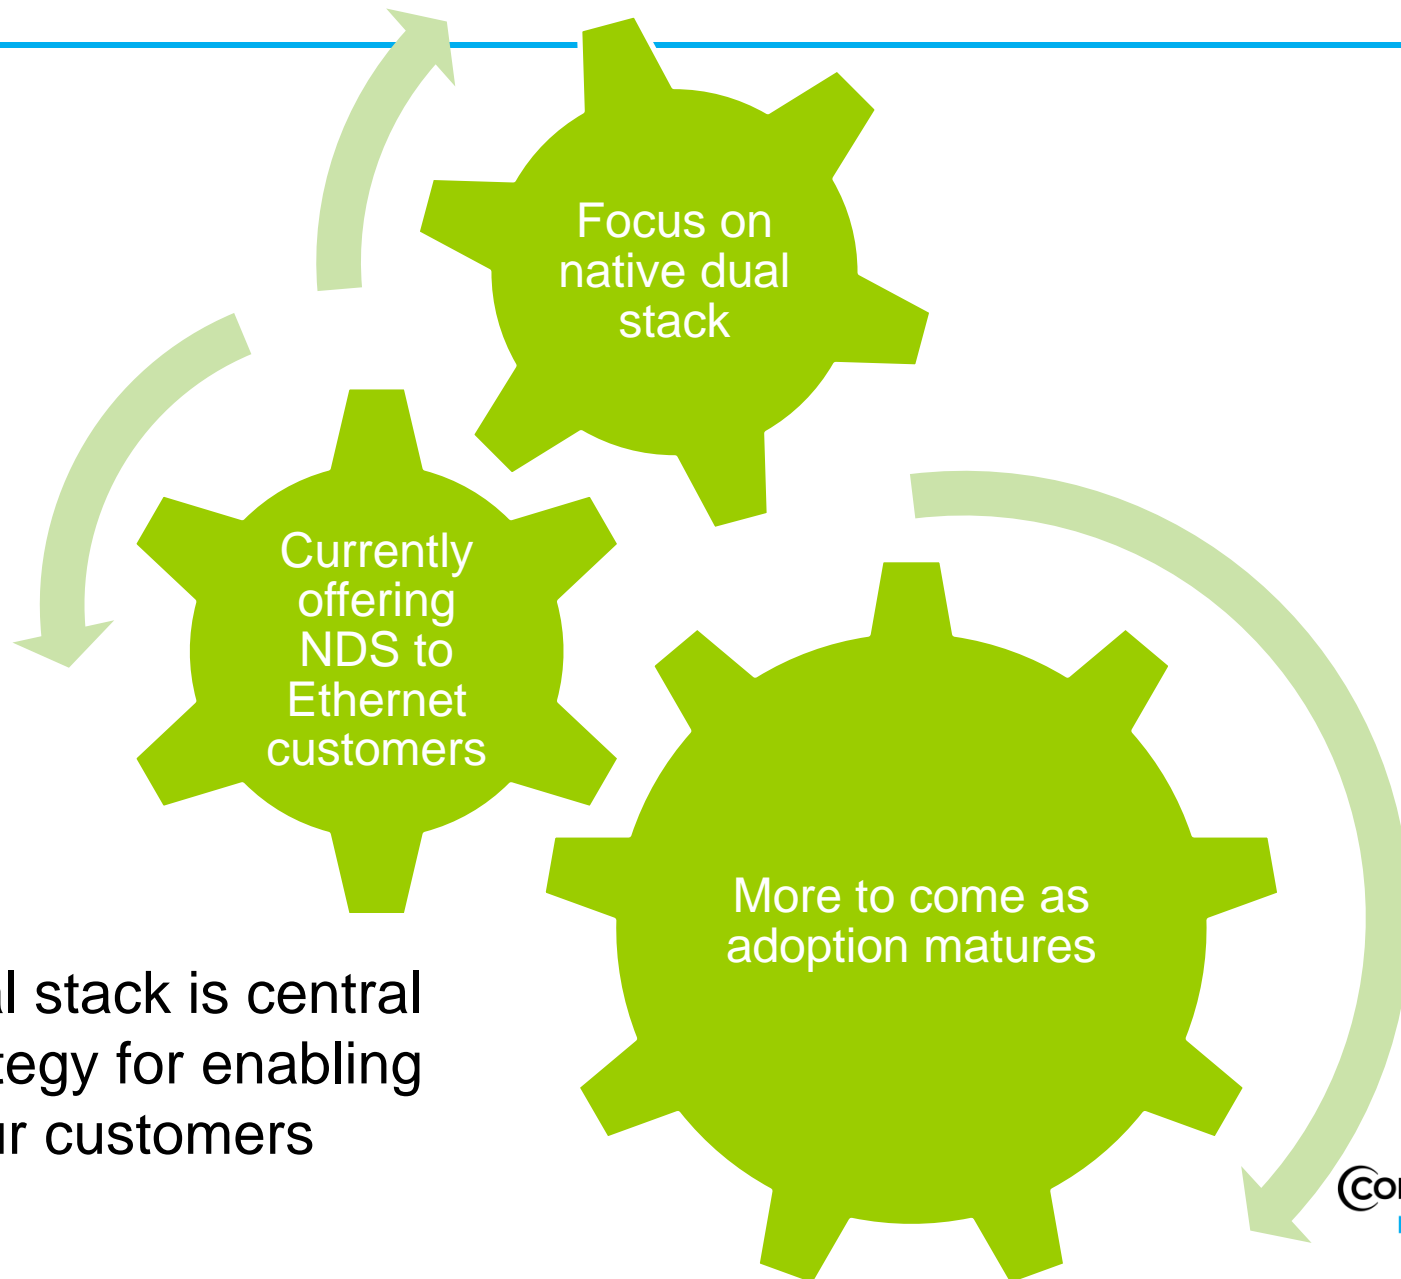 Focus on
native dual
stack
Currently
offering
NDS to
Ethernet
customers
More to come as
adoption matures
stack is central
for enabling
customers